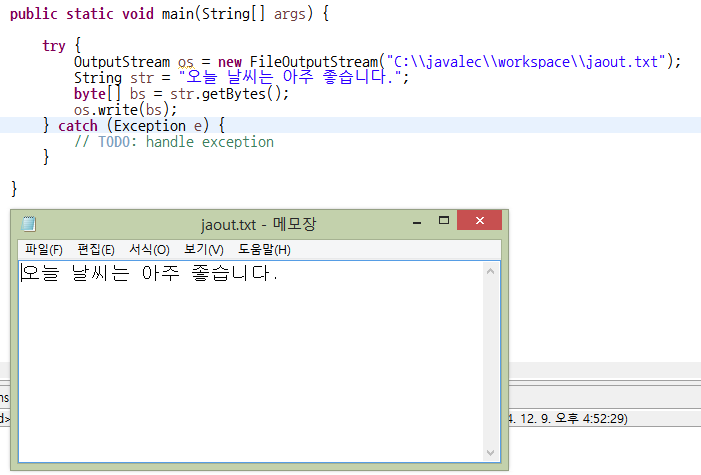 public static void main(String[] args) {
try {
OutputStream os = new FileOutputStream("C:\\javalec\\workspace\\jaout.txt");
String str = "오늘 날씨는 아주 좋습니다.";
byte[] bs = str.getBytes();
os.write(bs);
} catch (Exception e) {
// TODO: handle exception
}
}
jaout.txt - 메모장
파일(F) 편집(E) 서식(O) 보기(V) 도움말(H)
오늘 날씨는 아주 좋습니다.
ns
d> 4. 12. 9. 오후 4:52:29)